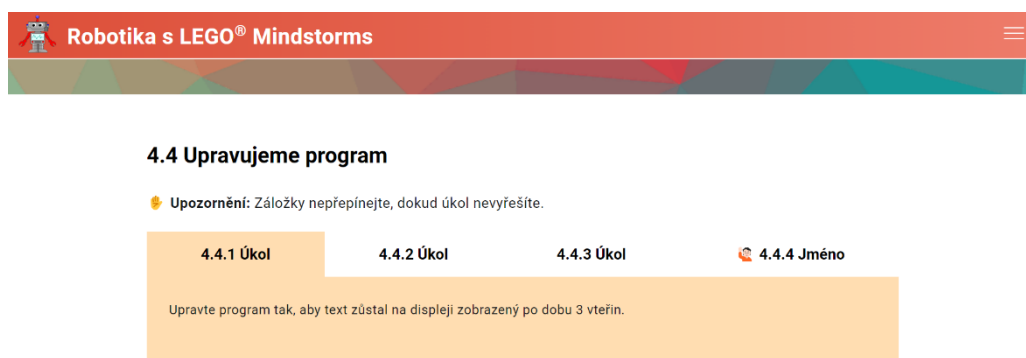 Robotika s LEGO® Mindstorms
4.4 Upravujeme program
Upozornění: Záložky nepřepínejte, dokud úkol nevyřešíte.
4.4.1 Úkol 4.4.2 Úkol 4.4.3 Úkol 4.4.4 Jméno
Upravte program tak, aby text zůstal na displeji zobrazený po dobu 3 vteřin.